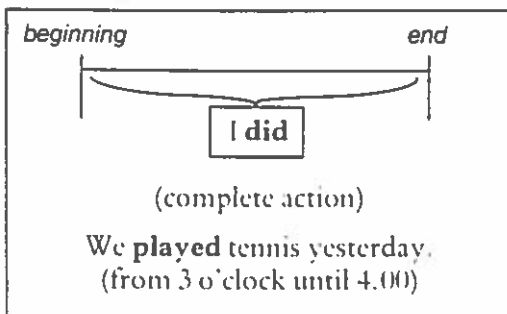 beginning end
I did
(complete action)
We played tennis yesterday.
(from 3 o'clock until 4.00)